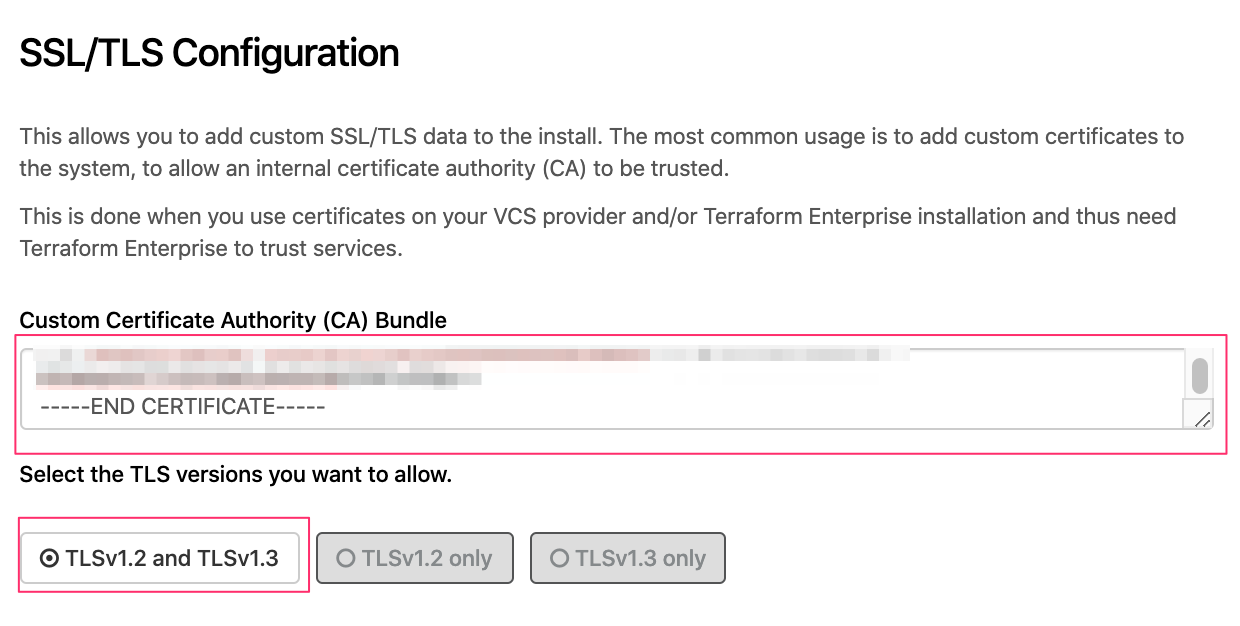 SSL/TLS Configuration
This allows you to add custom SSL/TLS data to the install. The most common usage is to add custom certificates to
the system, to allow an internal certificate authority (CA) to be trusted.
This is done when you use certificates on your VCS provider and/or Terraform Enterprise installation and thus need
Terraform Enterprise to trust services.
Custom Certificate Authority (CA) Bundle
-----END CERTIFICATE-----
Select the TLS versions you want to allow.
TLSv1.2 and TLSv1.3 TLSv1.2 only TLSv1.3 only